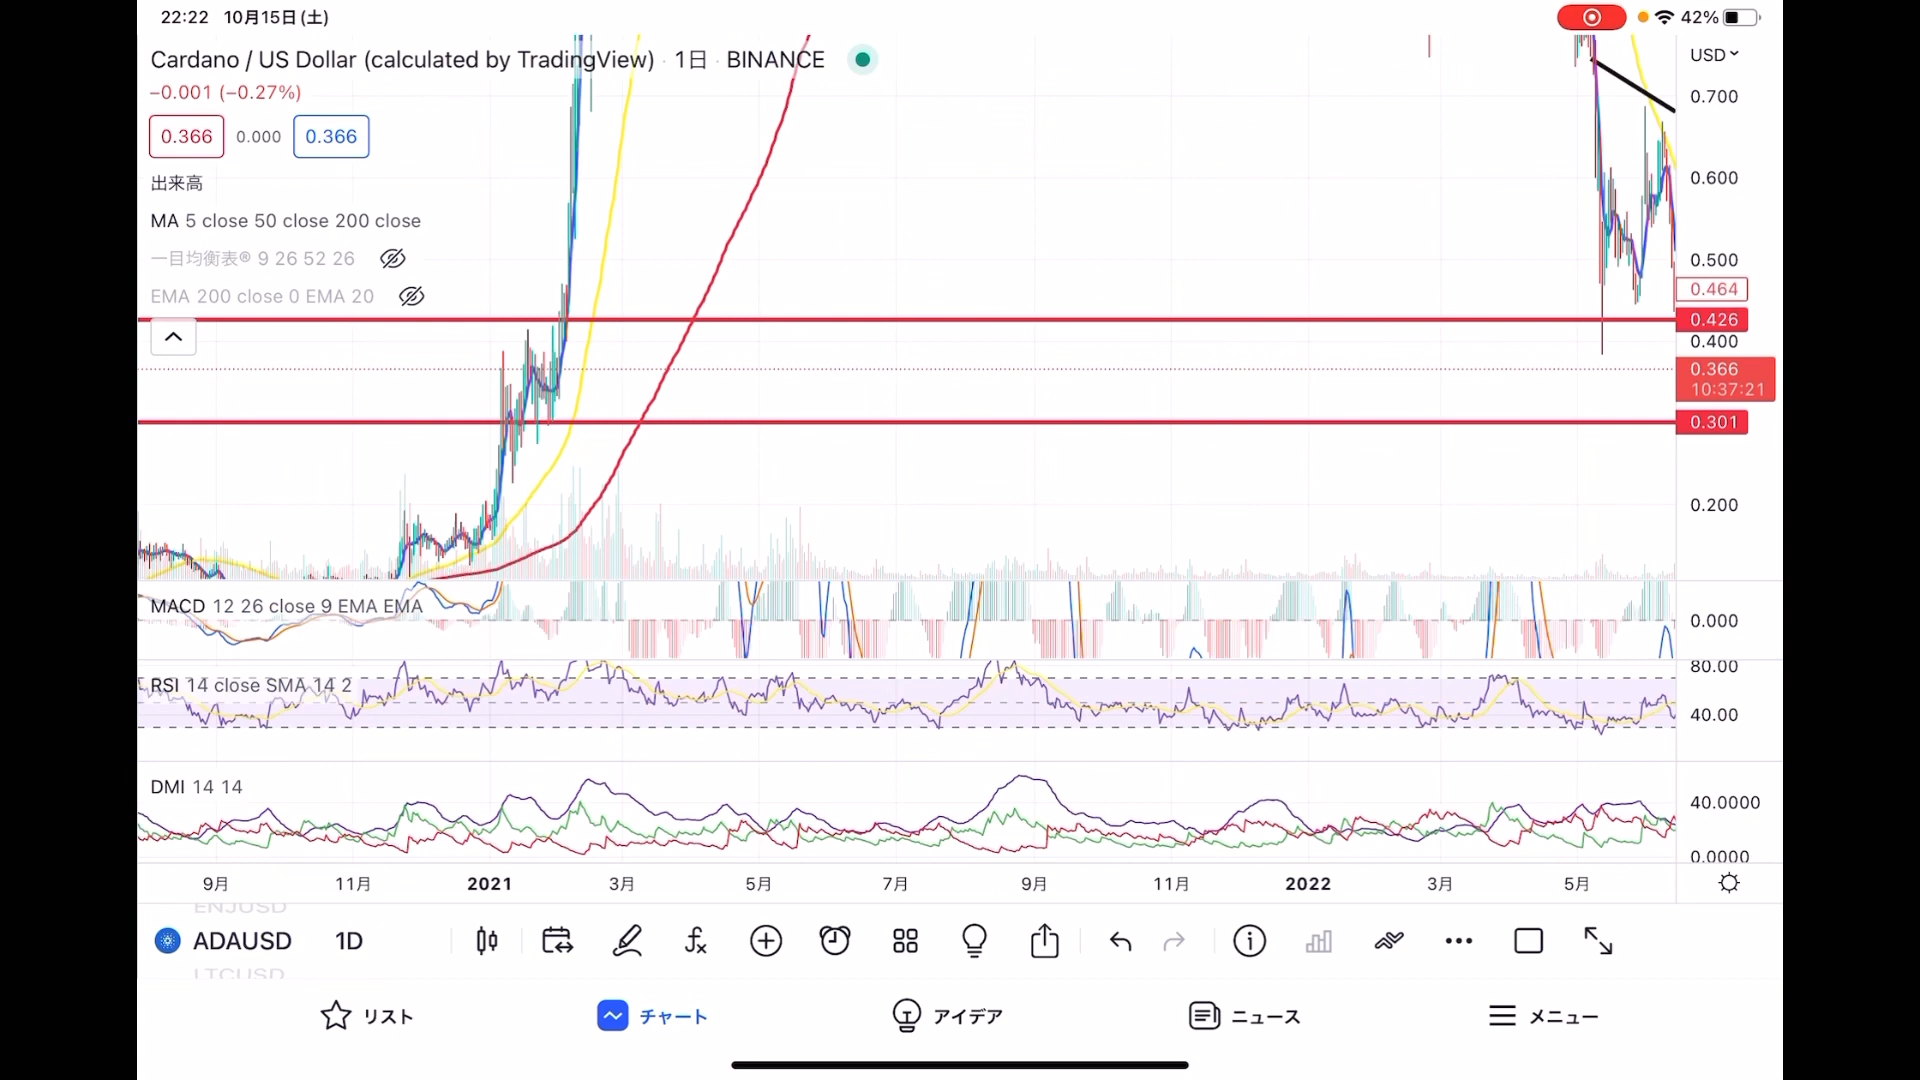 22:22 10月15日(土)
42%
Cardano / US Dollar (calculated by TradingView) · 1日 · BINANCE
USD
−0.001 (−0.27%)
0.366 0.000 0.366
出来高
MA 5 close 50 close 200 close
一目均衡表® 9 26 52 26
EMA 200 close 0 EMA 20
0.700
0.600
0.500
0.464
0.426
0.400
0.366
10:37:21
0.301
0.200
MACD 12 26 close 9 EMA EMA
0.000
80.00
RSI 14 close SMA 14 2
40.00
DMI 14 14
40.0000
0.0000
9月 11月 2021 3月 5月 7月 9月 11月 2022 3月 5月
ENJUSD
ADAUSD 1D
LTCUSD
リスト チャート アイデア ニュース メニュー